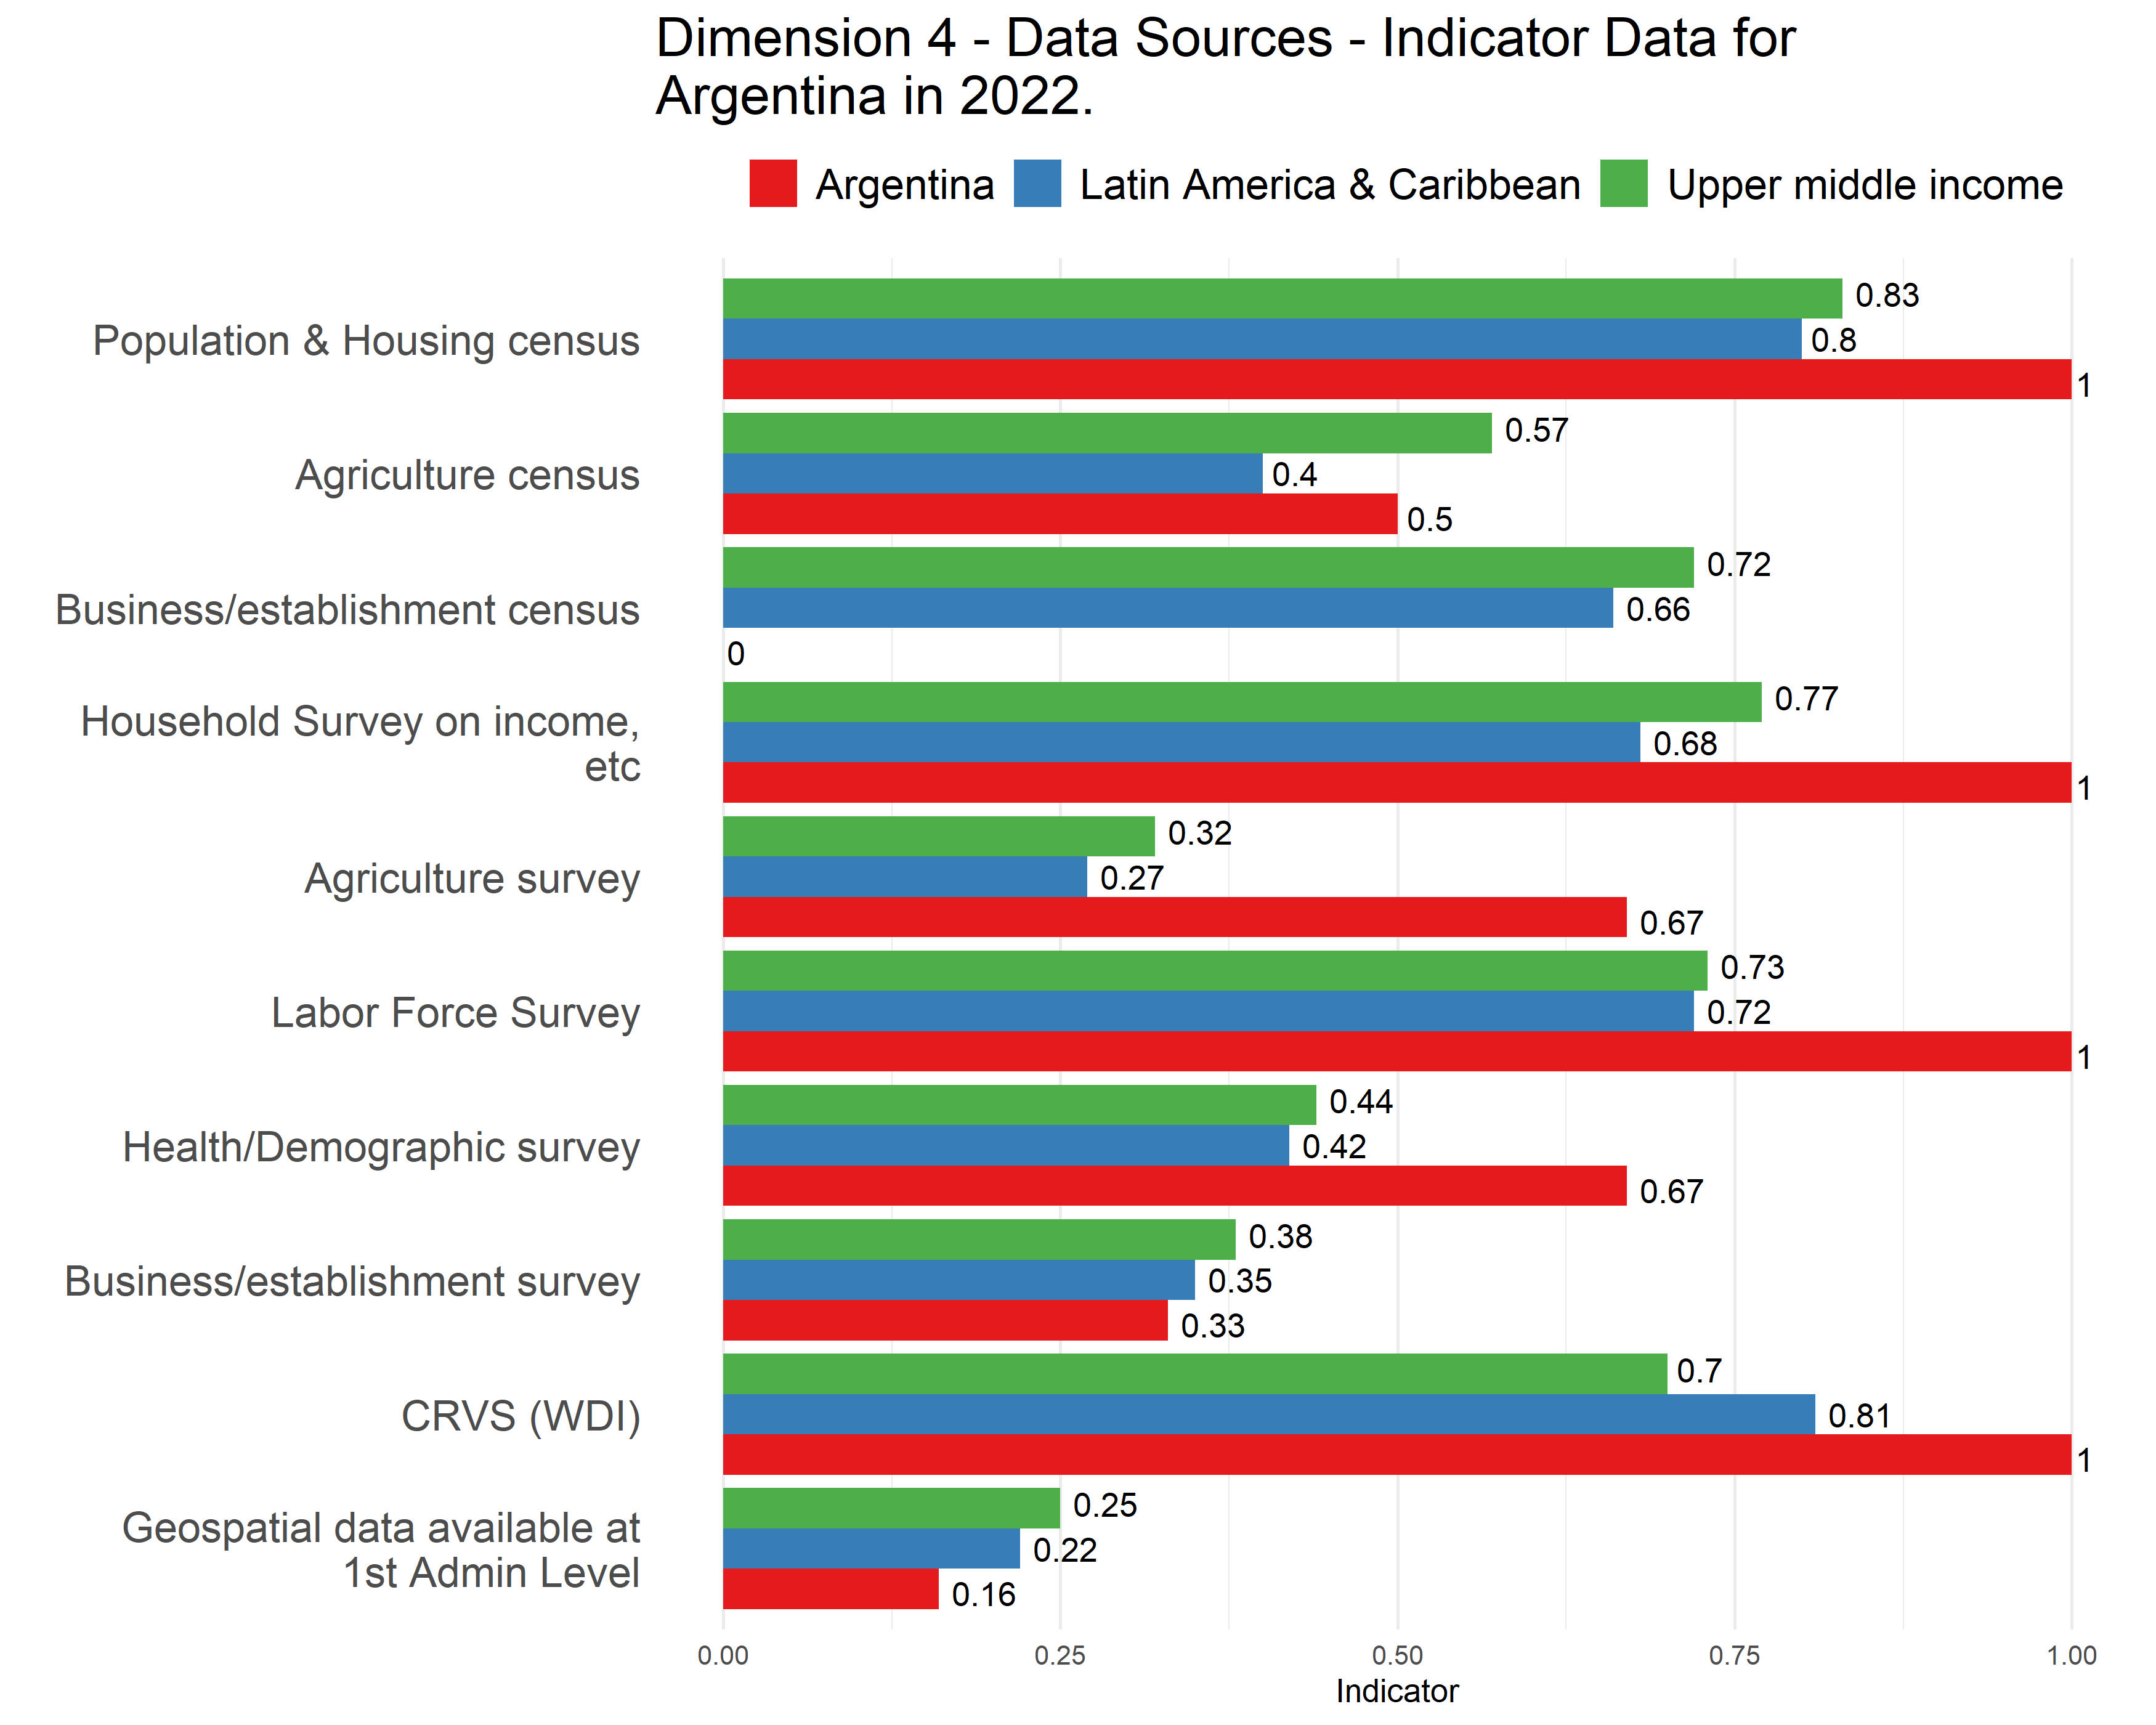 Dimension 4 - Data Sources - Indicator Data for
Argentina in 2022.
Argentina Latin America & Caribbean Upper middle income
Population & Housing census
0.83
0.8
1
Agriculture census
0.57
0.4
0.5
Business/establishment census
0.72
0.66
0
Household Survey on income,
etc
0.77
0.68
1
Agriculture survey
0.32
0.27
0.67
Labor Force Survey
0.73
0.72
1
Health/Demographic survey
0.44
0.42
0.67
Business/establishment survey
0.38
0.35
0.33
CRVS (WDI)
0.7
0.81
1
Geospatial data available at
1st Admin Level
0.25
0.22
0.16
0.00 0.25 0.50 0.75 1.00
Indicator